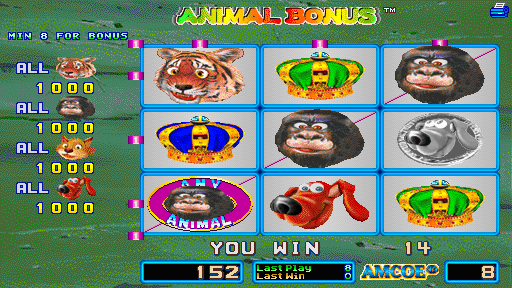 ANIMAL BONUS™
MIN 8 FOR BONUS
ALL
1000
ALL
1000
ALL
1000
ALL
1000
ANY
ANIMAL
YOU WIN 14
152
Last Play 8
Last Win 0
AMCOE
8